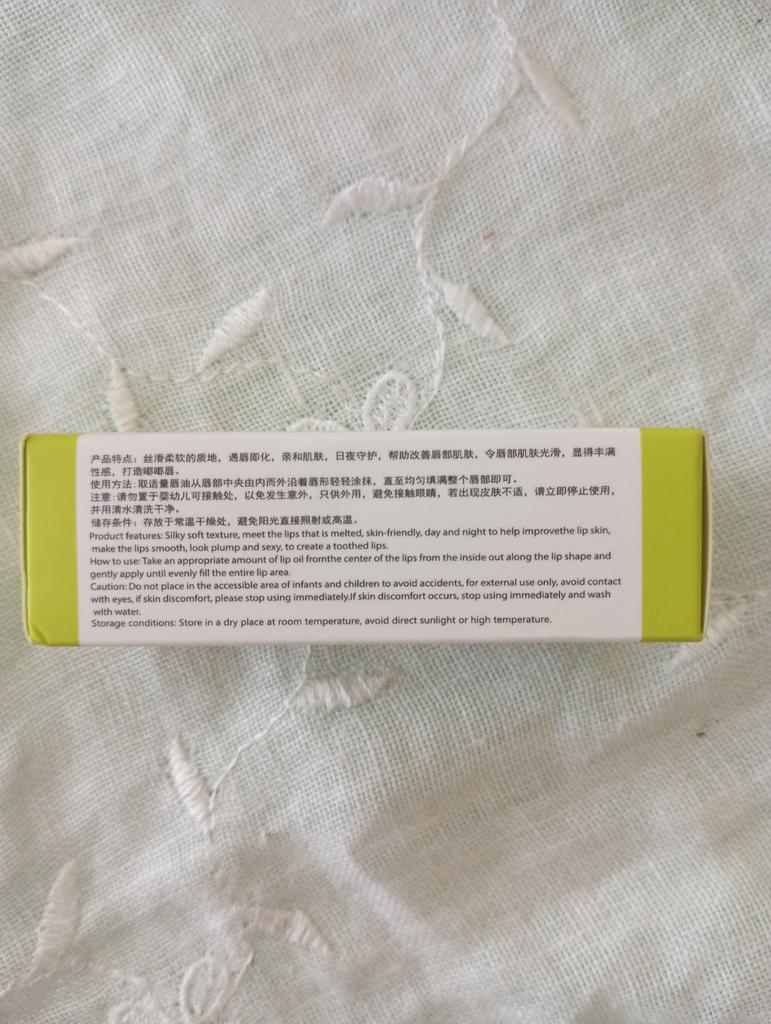 产品特点：丝滑柔软的质地，遇唇即化，亲和肌肤，日夜守护，帮助改善唇部肌肤，令唇部肌肤光滑，显得丰满
性感，打造嘟嘟唇。
使用方法：取适量唇油从唇部中央由内而外沿着唇形轻轻涂抹，直至均匀填满整个唇部即可。
注意：请勿置于婴幼儿可接触处，以免发生意外，只供外用，避免接触眼睛，若出现皮肤不适，请立即停止使用，
并用清水清洗干净。
储存条件：存放于常温干燥处，避免阳光直接照射或高温。
Product features: Silky soft texture, meet the lips that is melted, skin-friendly, day and night to help improvethe lip skin,
make the lips smooth, look plump and sexy, to create a toothed lips.
How to use: Take an appropriate amount of lip oil fromthe center of the lips from the inside out along the lip shape and
gently apply until evenly fill the entire lip area.
Caution: Do not place in the accessible area of infants and children to avoid accidents, for external use only, avoid contact
with eyes, if skin discomfort, please stop using immediately.If skin discomfort occurs, stop using immediately and wash
with water.
Storage conditions: Store in a dry place at room temperature, avoid direct sunlight or high temperature.